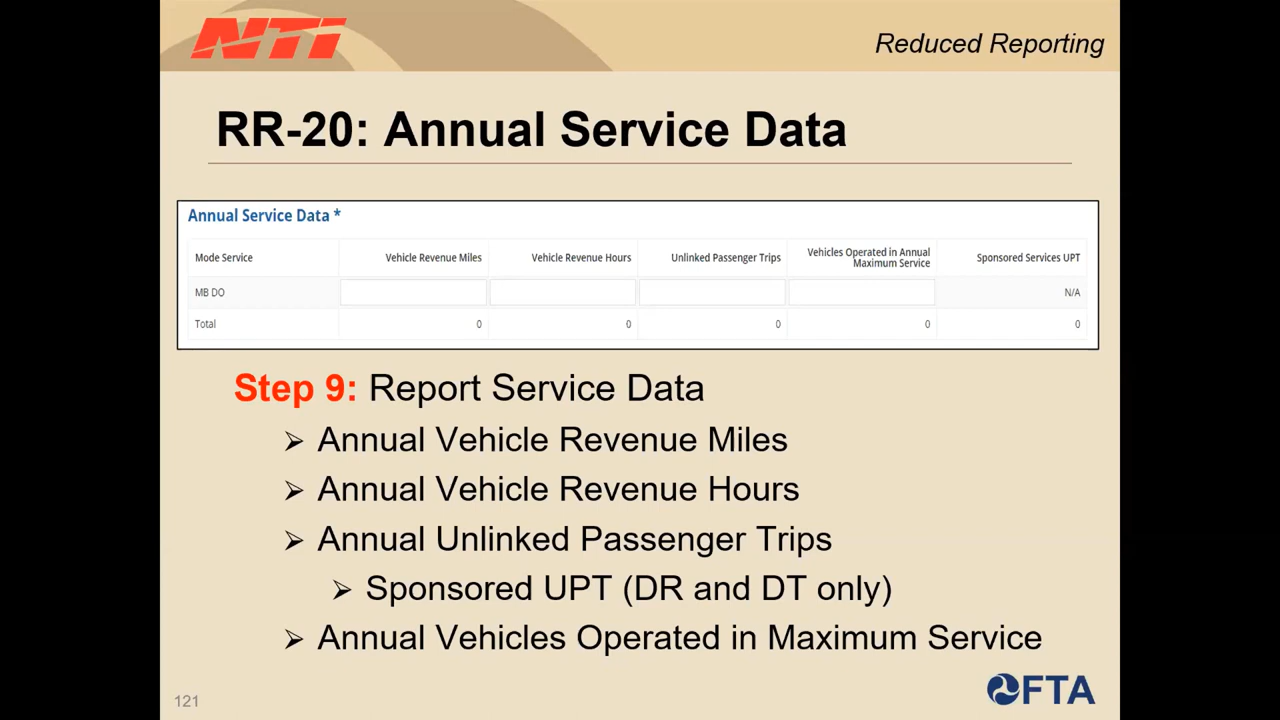 NTI
Reduced Reporting
RR-20: Annual Service Data
Annual Service Data *
Mode Service Vehicle Revenue Miles Vehicle Revenue Hours Unlinked Passenger Trips Vehicles Operated in Annual Maximum Service Sponsored Services UPT
MB DO N/A
Total 0 0 0 0 0
Step 9: Report Service Data
➢ Annual Vehicle Revenue Miles
➢ Annual Vehicle Revenue Hours
➢ Annual Unlinked Passenger Trips
➢ Sponsored UPT (DR and DT only)
➢ Annual Vehicles Operated in Maximum Service
121
FTA